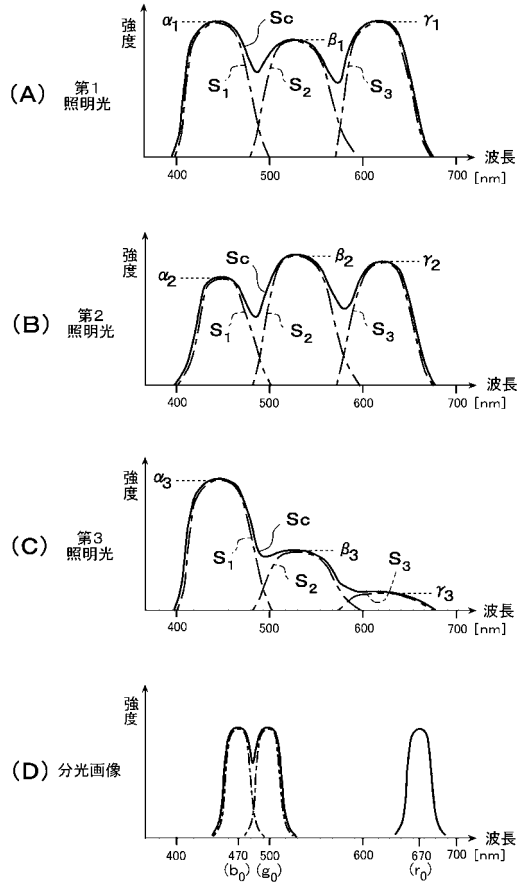 (A) 第1
照明光
強度
α₁
Sc
β₁
γ₁
S₁
S₂
S₃
400 500 600 700
波長
[nm]
(B) 第2
照明光
強度
α₂
Sc
β₂
γ₂
S₁
S₂
S₃
400 500 600 700
波長
[nm]
(C) 第3
照明光
強度
α₃
Sc
β₃
S₃
γ₃
S₁
S₂
400 500 600 700
波長
[nm]
(D) 分光画像
強度
400 470 500 600 670 700
(b₀) (g₀) (r₀)
波長
[nm]